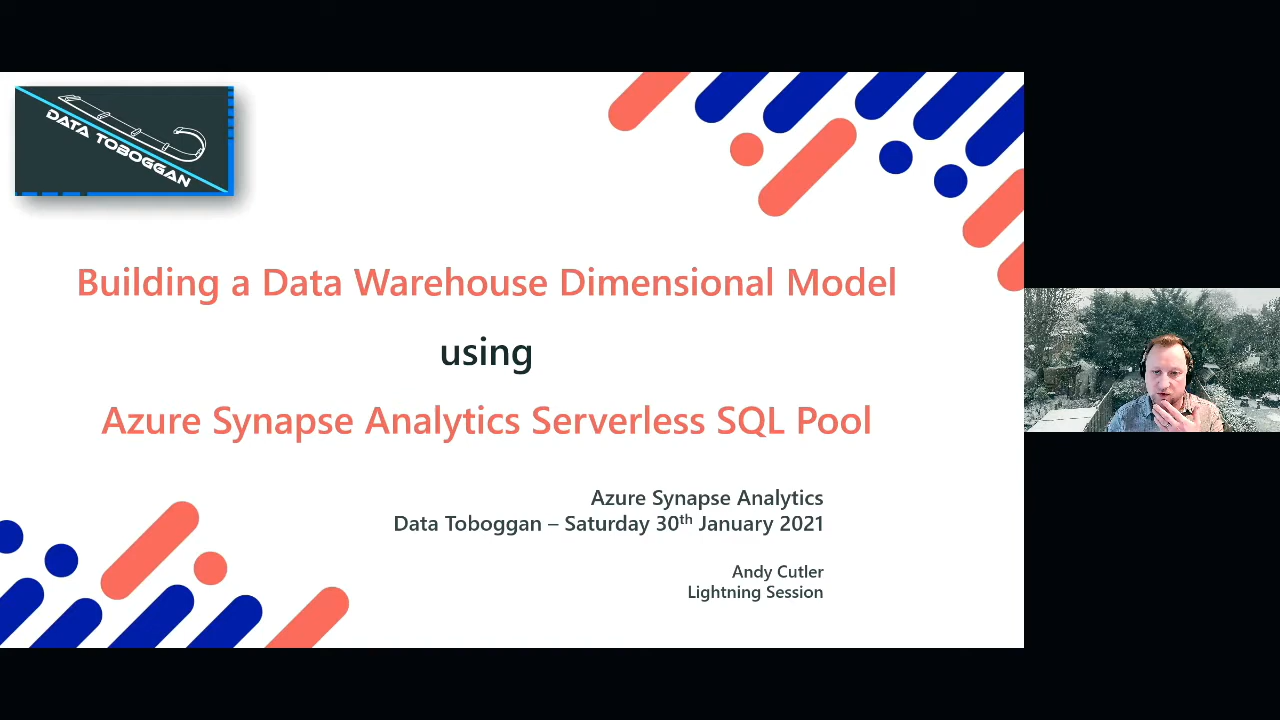 DATA TOBOGGAN
Building a Data Warehouse Dimensional Model
using
Azure Synapse Analytics Serverless SQL Pool
Azure Synapse Analytics
Data Toboggan – Saturday 30th January 2021
Andy Cutler
Lightning Session